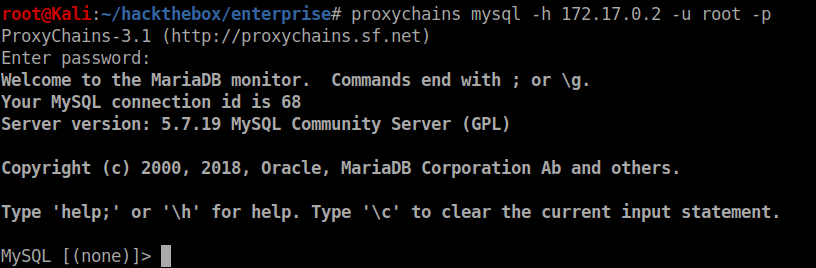 root@Kali:~/hackthebox/enterprise# proxychains mysql -h 172.17.0.2 -u root -p
ProxyChains-3.1 (http://proxychains.sf.net)
Enter password:
Welcome to the MariaDB monitor.  Commands end with ; or \g.
Your MySQL connection id is 68
Server version: 5.7.19 MySQL Community Server (GPL)
Copyright (c) 2000, 2018, Oracle, MariaDB Corporation Ab and others.
Type 'help;' or '\h' for help. Type '\c' to clear the current input statement.
MySQL [(none)]>